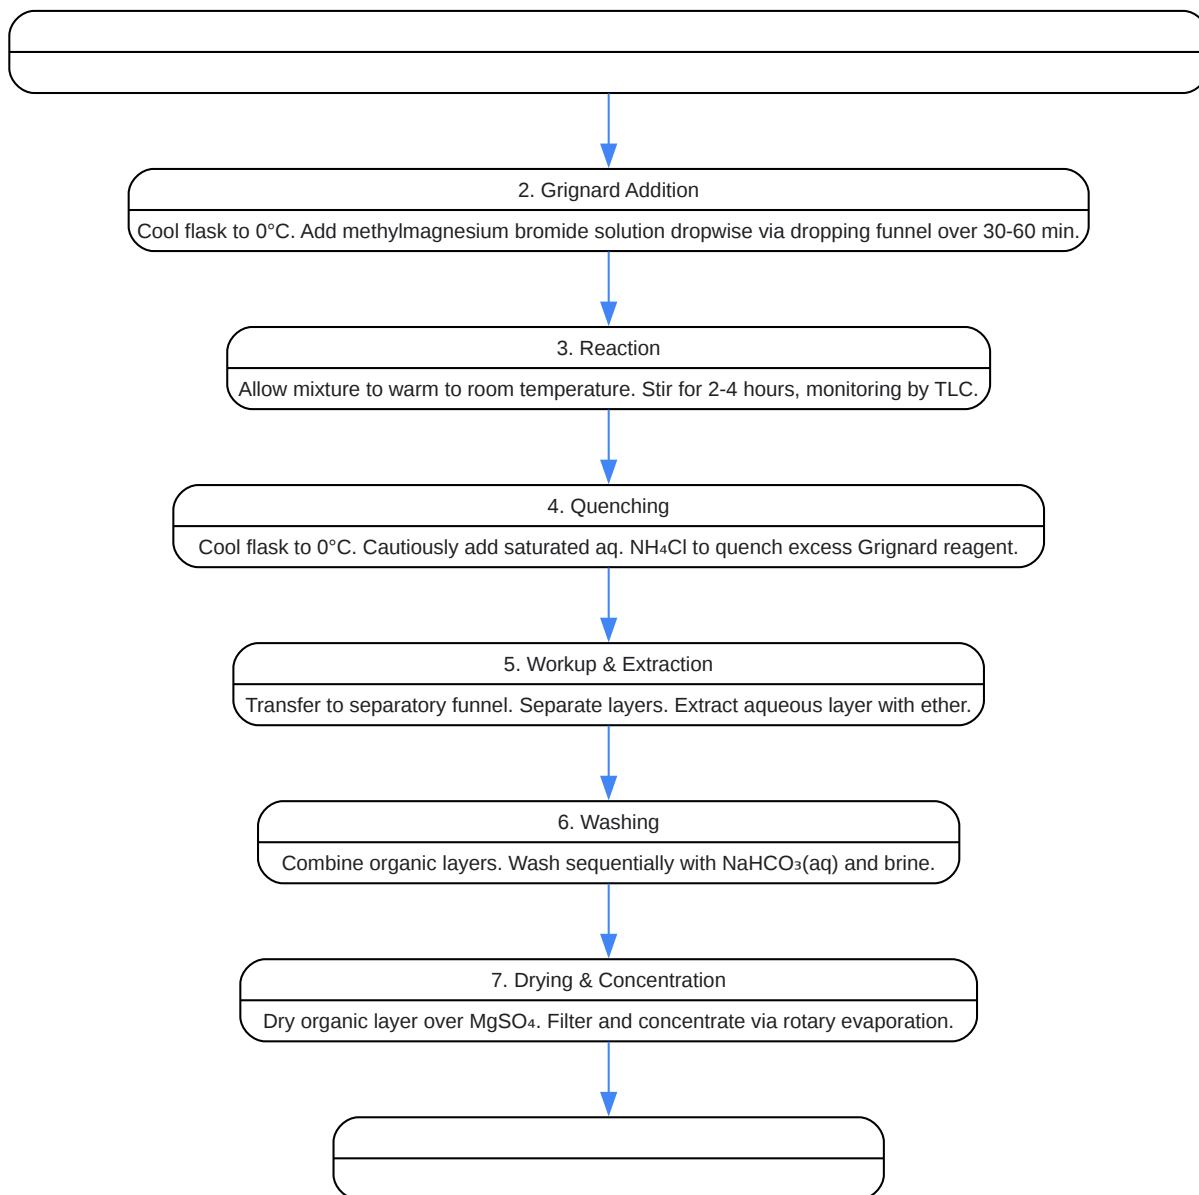 2. Grignard Addition
Cool flask to 0°C. Add methylmagnesium bromide solution dropwise via dropping funnel over 30-60 min.
3. Reaction
Allow mixture to warm to room temperature. Stir for 2-4 hours, monitoring by TLC.
4. Quenching
Cool flask to 0°C. Cautiously add saturated aq. NH₄Cl to quench excess Grignard reagent.
5. Workup & Extraction
Transfer to separatory funnel. Separate layers. Extract aqueous layer with ether.
6. Washing
Combine organic layers. Wash sequentially with NaHCO₃(aq) and brine.
7. Drying & Concentration
Dry organic layer over MgSO₄. Filter and concentrate via rotary evaporation.